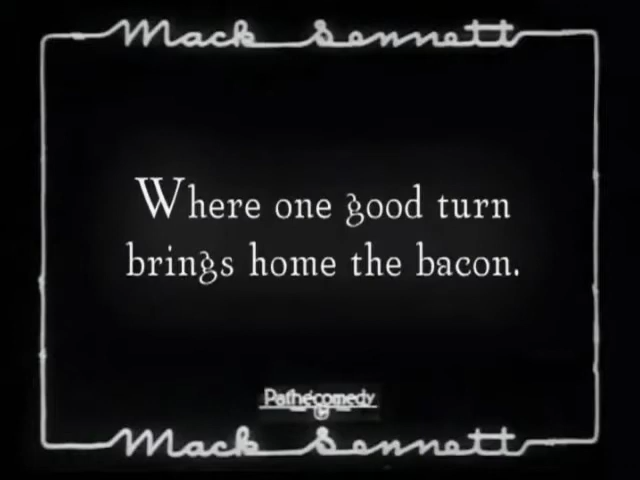 Mack Sennett
Where one good turn
brings home the bacon.
Pathécomedy
Mack Sennett